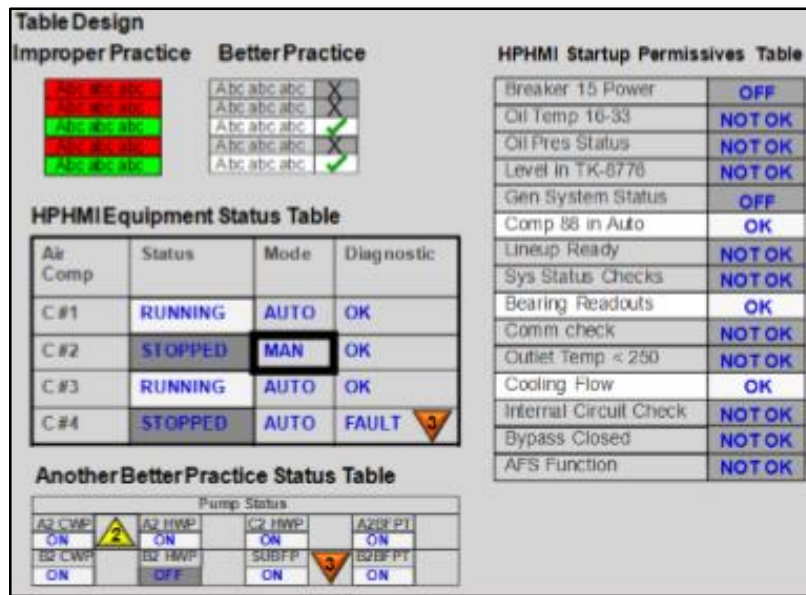 Table Design
Improper Practice Better Practice
Abc abc abc
Abc abc abc
Abc abc abc
Abc abc abc
Abc abc abc
Abc abc abc
Abc abc abc
Abc abc abc
Abc abc abc
Abc abc abc
HPHMI Equipment Status Table
Air Comp Status Mode Diagnostic
C #1 RUNNING AUTO OK
C #2 STOPPED MAN OK
C #3 RUNNING AUTO OK
C #4 STOPPED AUTO FAULT 3
Another Better Practice Status Table
Pump Status
A2 CWP A2 HWP C2 HWP A2BFPT
ON 2 ON ON ON
B2 CWP B2 HWP SUBFP B2BFPT
ON OFF ON 3 ON
HPHMI Startup Permissives Table
Breaker 15 Power OFF
Oil Temp 16-33 NOT OK
Oil Pres Status NOT OK
Level in TK-8776 NOT OK
Gen System Status OFF
Comp 88 in Auto OK
Lineup Ready NOT OK
Sys Status Checks NOT OK
Bearing Readouts OK
Comm check NOT OK
Outlet Temp < 250 NOT OK
Cooling Flow OK
Internal Circuit Check NOT OK
Bypass Closed NOT OK
AFS Function NOT OK